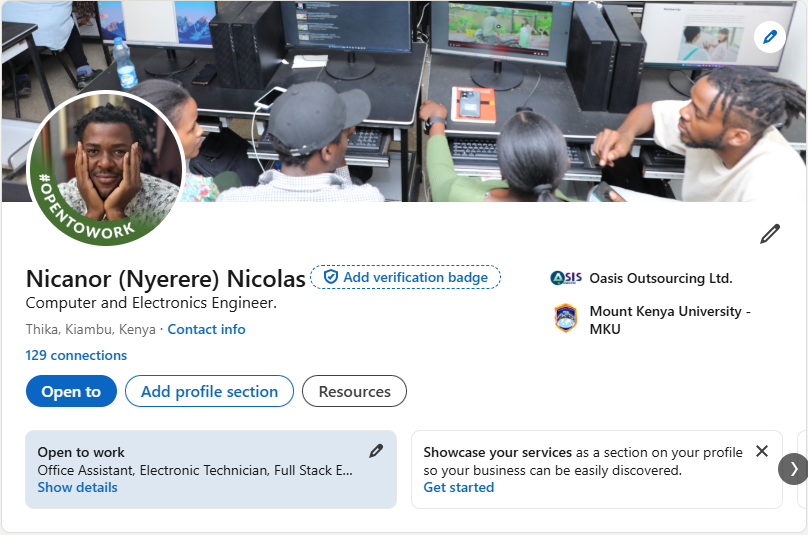 #OPENTOWORK
Nicanor (Nyerere) Nicolas
Add verification badge
Computer and Electronics Engineer.
Thika, Kiambu, Kenya · Contact info
129 connections
OASIS
Oasis Outsourcing Ltd.
Mount Kenya University -
MKU
Open to
Add profile section
Resources
Open to work
Office Assistant, Electronic Technician, Full Stack E...
Show details
Showcase your services as a section on your profile
so your business can be easily discovered.
Get started